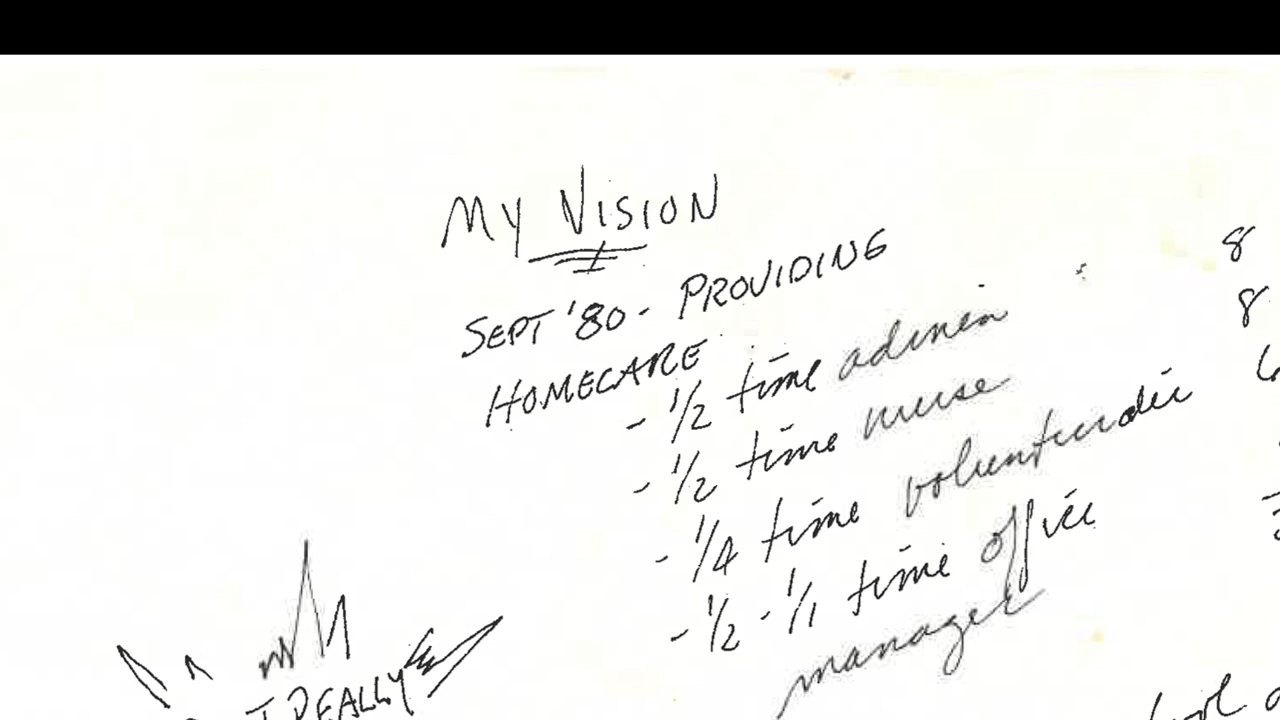 MY VISION
SEPT '80 - PROVIDING
HOMECARE
- 1/2 time admin
- 1/2 time nurse
- 1/4 time
- 1/2 - 1/1 time office
manager
8
8
I REALLY